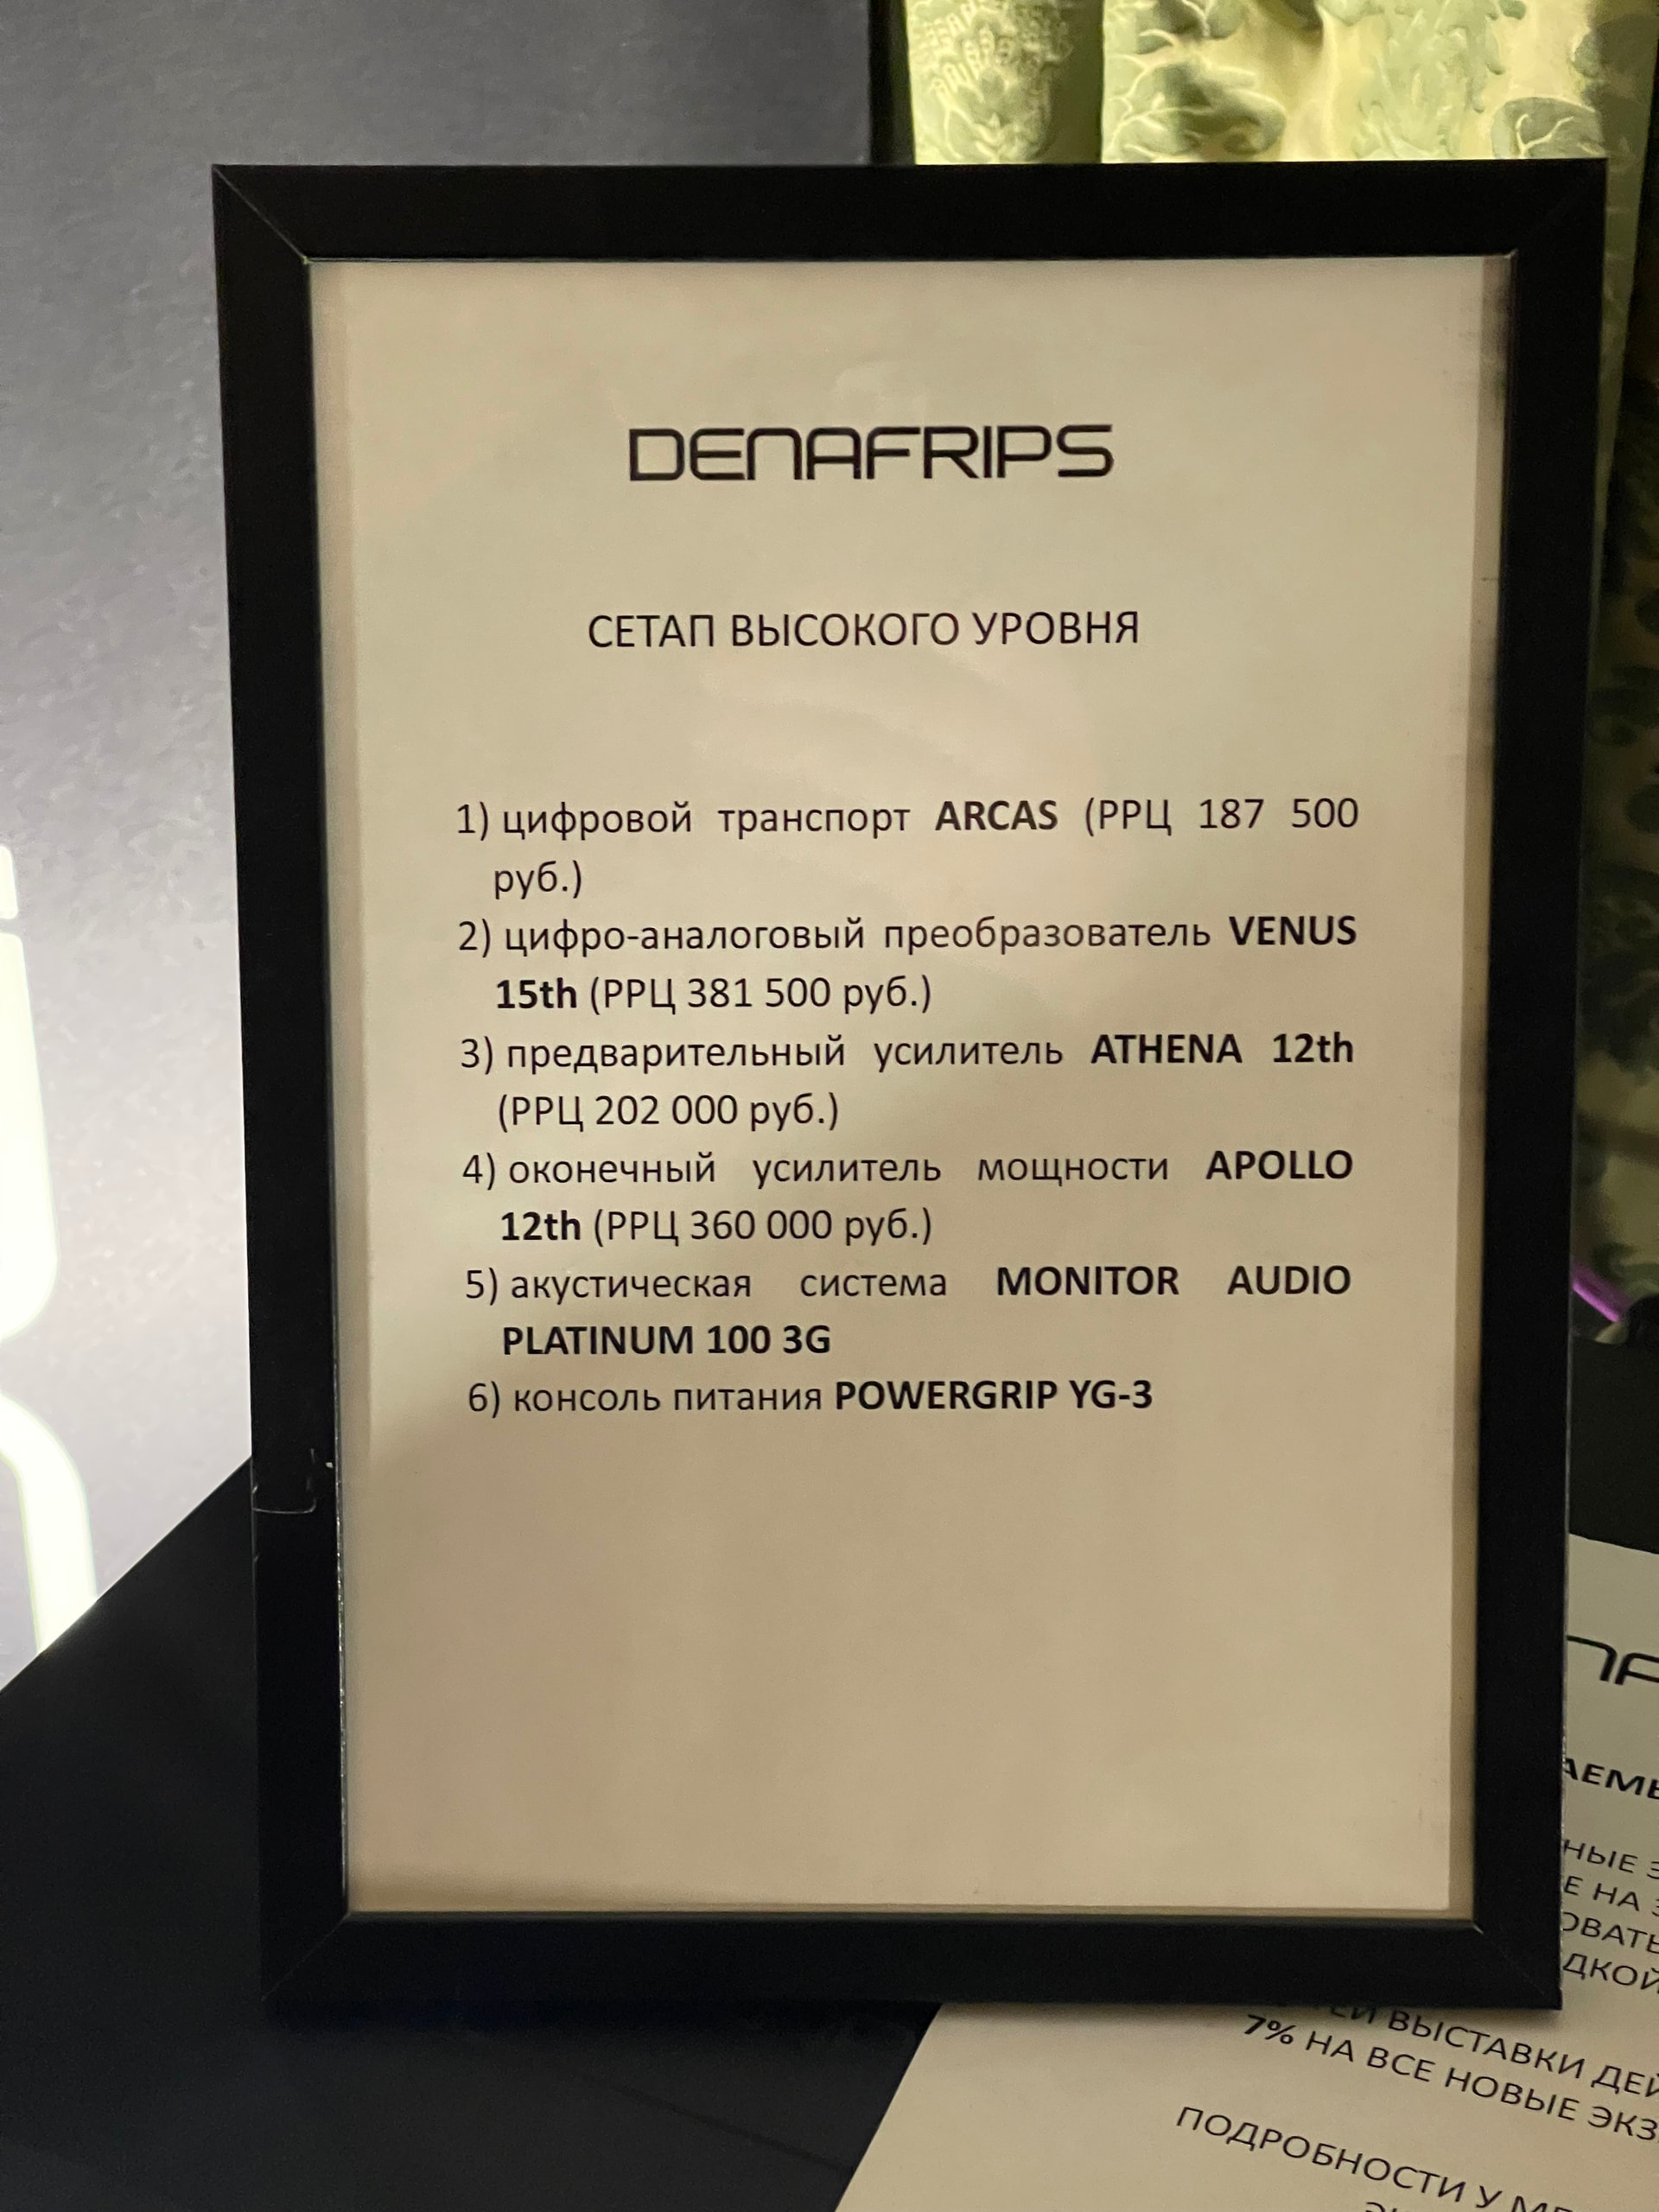 DENAFRIPS
СЕТАП ВЫСОКОГО УРОВНЯ
1) цифровой транспорт ARCAS (РРЦ 187 500
руб.)
2) цифро-аналоговый преобразователь VENUS
15th (РРЦ 381 500 руб.)
3) предварительный усилитель ATHENA 12th
(РРЦ 202 000 руб.)
4) оконечный усилитель мощности APOLLO
12th (РРЦ 360 000 руб.)
5) акустическая система MONITOR AUDIO
PLATINUM 100 3G
6) консоль питания POWERGRIP YG-3
ВЫСТАВКИ
7% НА ВСЕ НОВЫЕ
ПОДРОБНОСТИ У